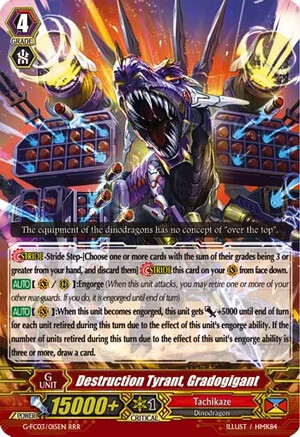 4
GRADE
The equipment of the dinodragons has no concept of "over the top".
STRIDE -Stride Step-[Choose one or more cards with the sum of their grades being 3 or
greater from your hand, and discard them] STRIDE this card on your (V) from face down.
AUTO (V) :Engorge (When this unit attacks, you may retire one or more of your
other rear-guards. If you do, it is engorged until end of turn)
AUTO (V) :When this unit becomes engorged, this unit gets +5000 until end of turn
for each unit retired during this turn due to the effect of this unit's engorge ability. If the
number of units retired during this turn due to the effect of this unit's engorge ability is
three or more, draw a card.
G
UNIT
Destruction Tyrant, Gradogigant
POWER
15000+
1
CRITICAL
Tachikaze
Dinodragon
G-FC03/015EN RRR
ILLUST / HMK84